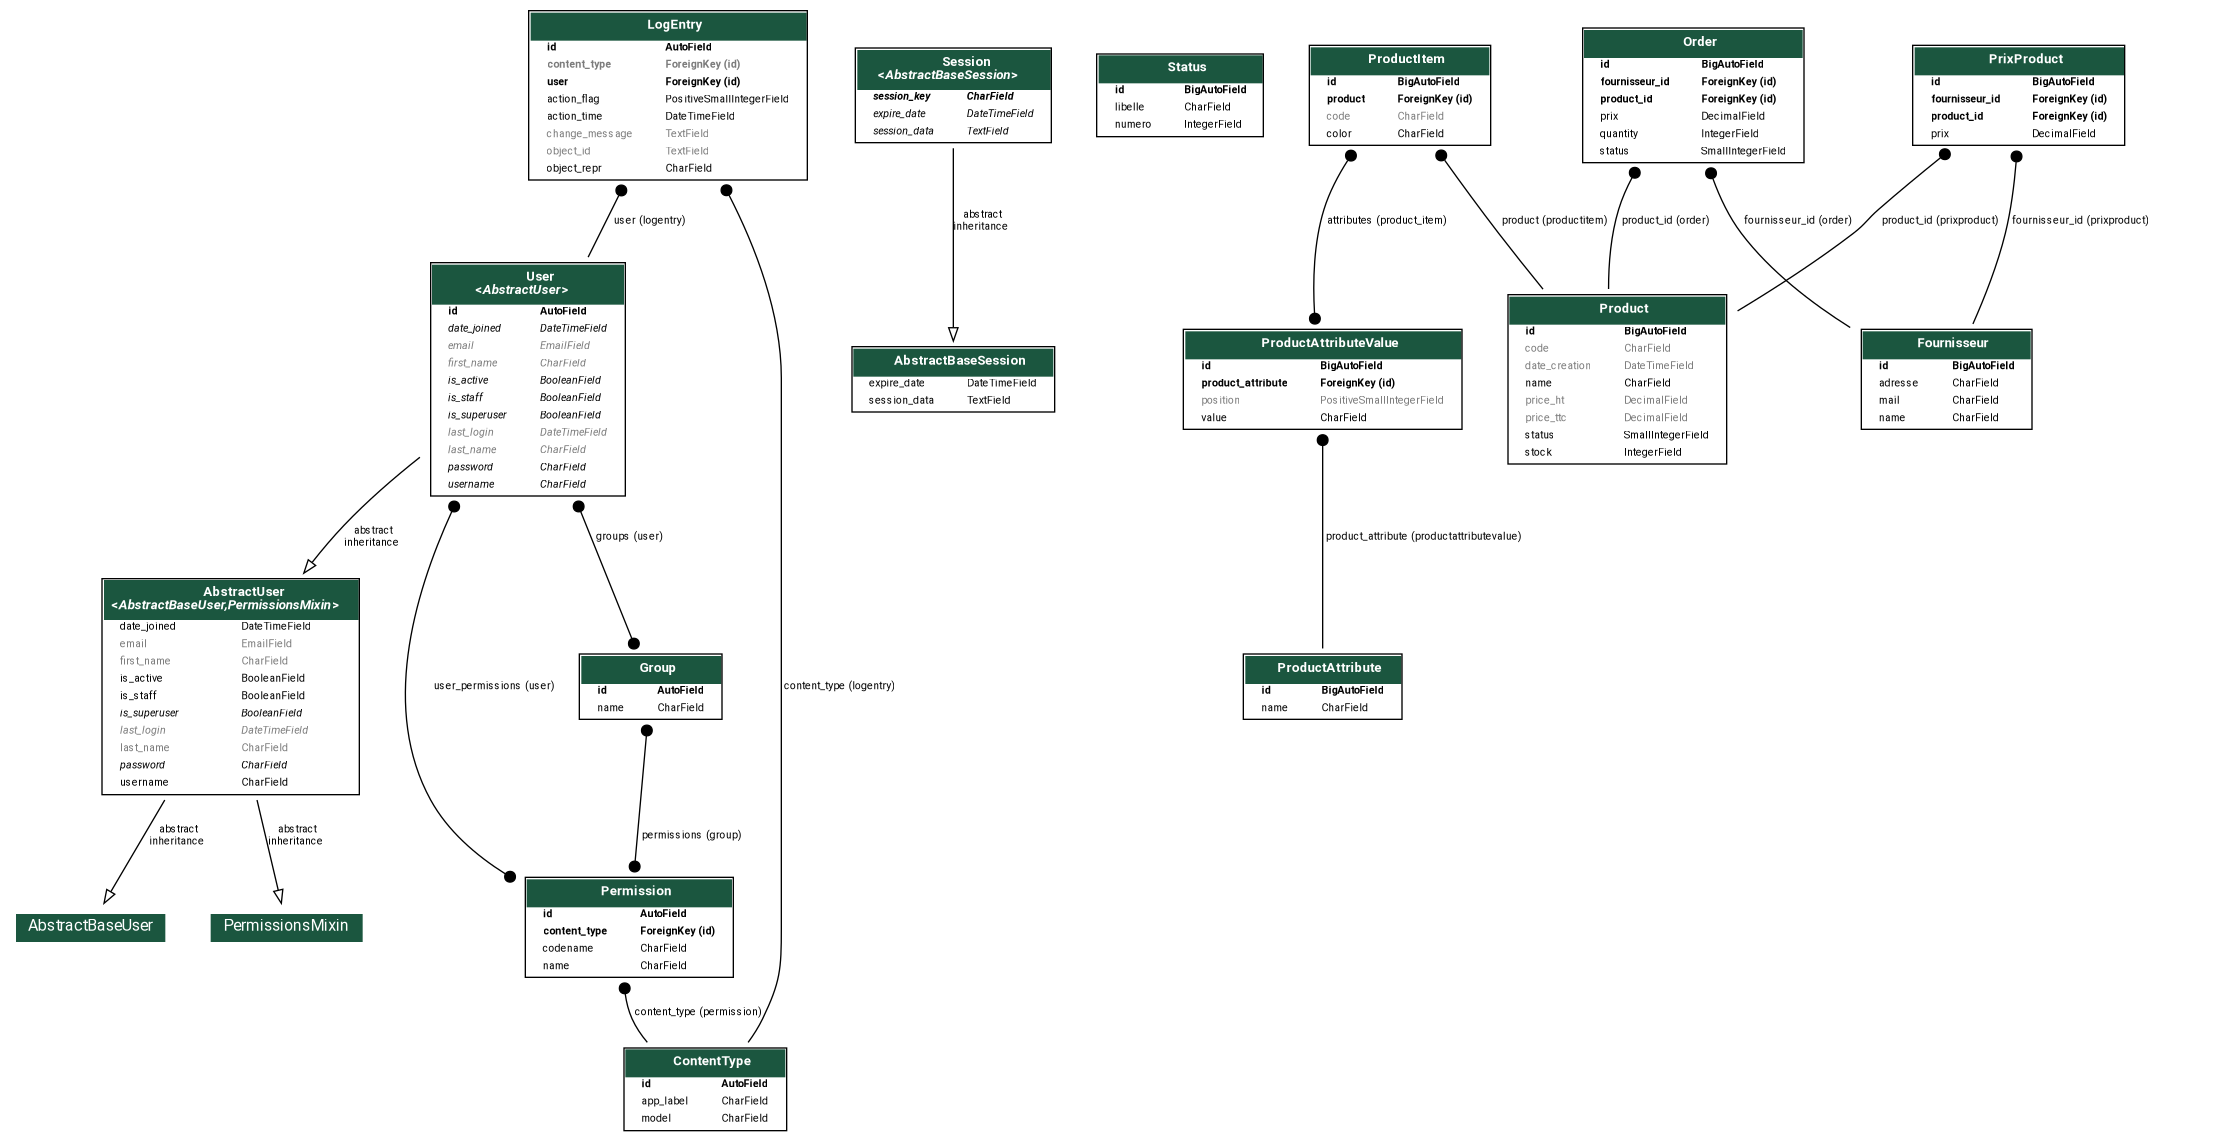 LogEntry
id AutoField
content_type ForeignKey (id)
user ForeignKey (id)
action_flag PositiveSmallIntegerField
action_time DateTimeField
change_message TextField
object_id TextField
object_repr CharField
Session
<AbstractBaseSession>
session_key CharField
expire_date DateTimeField
session_data TextField
Status
id BigAutoField
libelle CharField
numero IntegerField
ProductItem
id BigAutoField
product ForeignKey (id)
code CharField
color CharField
Order
id BigAutoField
fournisseur_id ForeignKey (id)
product_id ForeignKey (id)
prix DecimalField
quantity IntegerField
status SmallIntegerField
PrixProduct
id BigAutoField
fournisseur_id ForeignKey (id)
product_id ForeignKey (id)
prix DecimalField
user (logentry)
abstract
inheritance
attributes (product_item)
product (productitem)
product_id (order)
fournisseur_id (order)
product_id (prixproduct)
fournisseur_id (prixproduct)
User
<AbstractUser>
id AutoField
date_joined DateTimeField
email EmailField
first_name CharField
is_active BooleanField
is_staff BooleanField
is_superuser BooleanField
last_login DateTimeField
last_name CharField
password CharField
username CharField
AbstractBaseSession
expire_date DateTimeField
session_data TextField
ProductAttributeValue
id BigAutoField
product_attribute ForeignKey (id)
position PositiveSmallIntegerField
value CharField
Product
id BigAutoField
code CharField
date_creation DateTimeField
name CharField
price_ht DecimalField
price_ttc DecimalField
status SmallIntegerField
stock IntegerField
Fournisseur
id BigAutoField
adresse CharField
mail CharField
name CharField
abstract
inheritance
groups (user)
product_attribute (productattributevalue)
AbstractUser
<AbstractBaseUser,PermissionsMixin>
date_joined DateTimeField
email EmailField
first_name CharField
is_active BooleanField
is_staff BooleanField
is_superuser BooleanField
last_login DateTimeField
last_name CharField
password CharField
username CharField
user_permissions (user)
Group
id AutoField
name CharField
content_type (logentry)
ProductAttribute
id BigAutoField
name CharField
abstract
inheritance
abstract
inheritance
permissions (group)
AbstractBaseUser
PermissionsMixin
Permission
id AutoField
content_type ForeignKey (id)
codename CharField
name CharField
content_type (permission)
ContentType
id AutoField
app_label CharField
model CharField